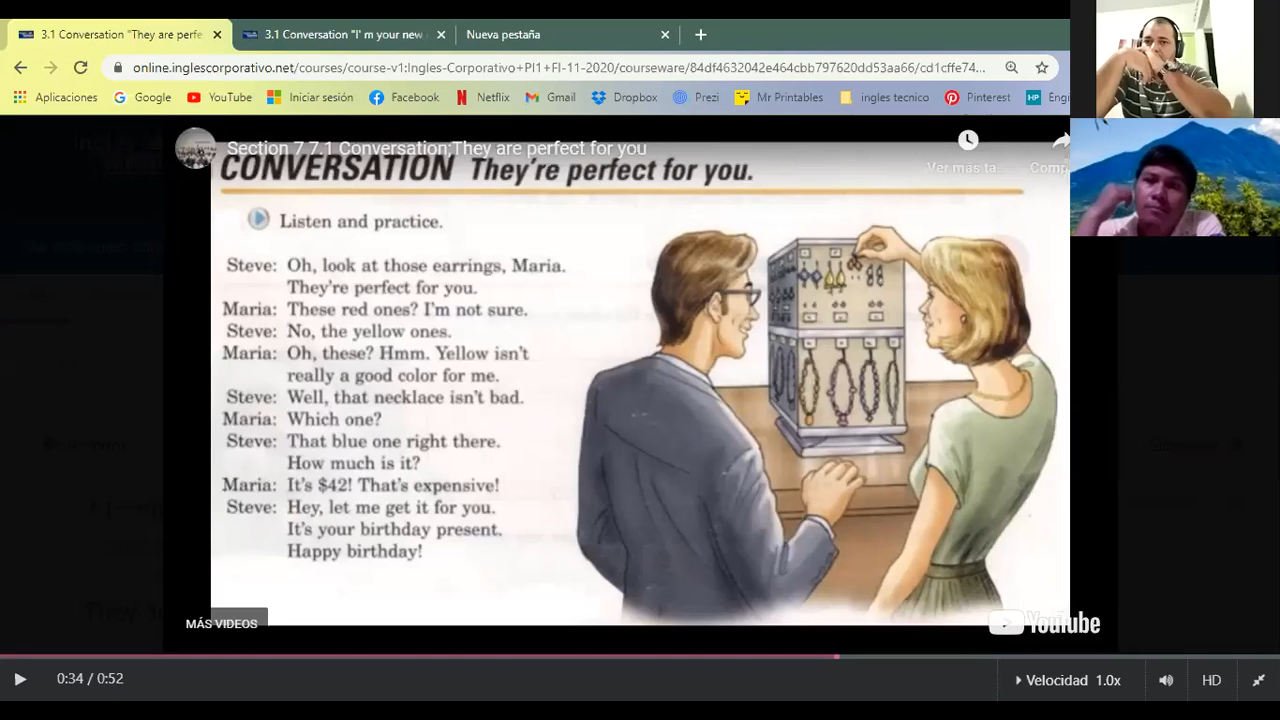 3.1 Conversation "They are perfe
3.1 Conversation "I' m your new
Nueva pestaña
online.inglescorporativo.net/courses/course-v1:Ingles-Corporativo+PI1+FI-11-2020/courseware/84df4632042e464cbb797620dd53aa66/cd1cffe74...
Aplicaciones
Google
YouTube
Iniciar sesión
Facebook
Netflix
Gmail
Dropbox
Prezi
Mr Printables
ingles tecnico
Pinterest
HP
Engl
Section 7 7.1 Conversation;They are perfect for you
Ver más ta...
Comp
CONVERSATION They're perfect for you.
Listen and practice.
Steve: Oh, look at those earrings, Maria.
They're perfect for you.
Maria: These red ones? I'm not sure.
Steve: No, the yellow ones.
Maria: Oh, these? Hmm. Yellow isn't
really a good color for me.
Steve: Well, that necklace isn't bad.
Maria: Which one?
Steve: That blue one right there.
How much is it?
Maria: It's $42! That's expensive!
Steve: Hey, let me get it for you.
It's your birthday present.
Happy birthday!
MÁS VIDEOS
YouTube
0:34 / 0:52
Velocidad 1.0x
HD